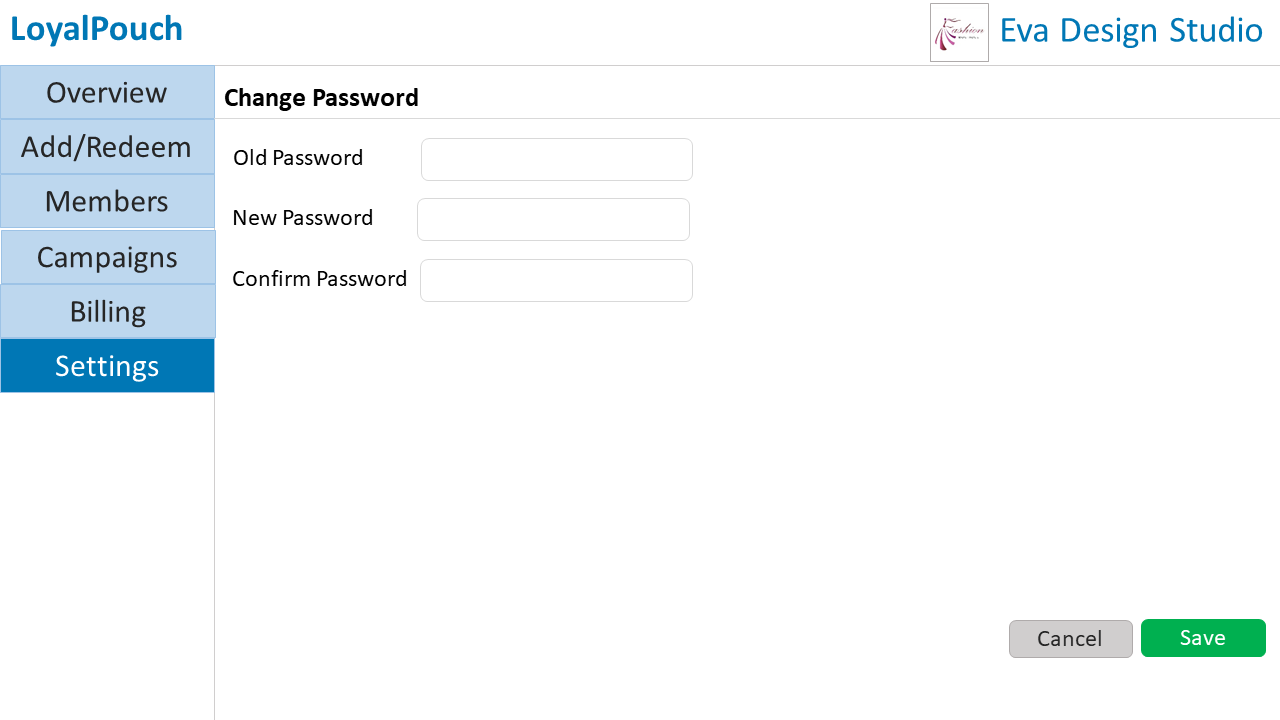 LoyalPouch
Fashion
Eva Design Studio
Overview
Add/Redeem
Members
Campaigns
Billing
Settings
Change Password
Old Password
New Password
Confirm Password
Cancel
Save